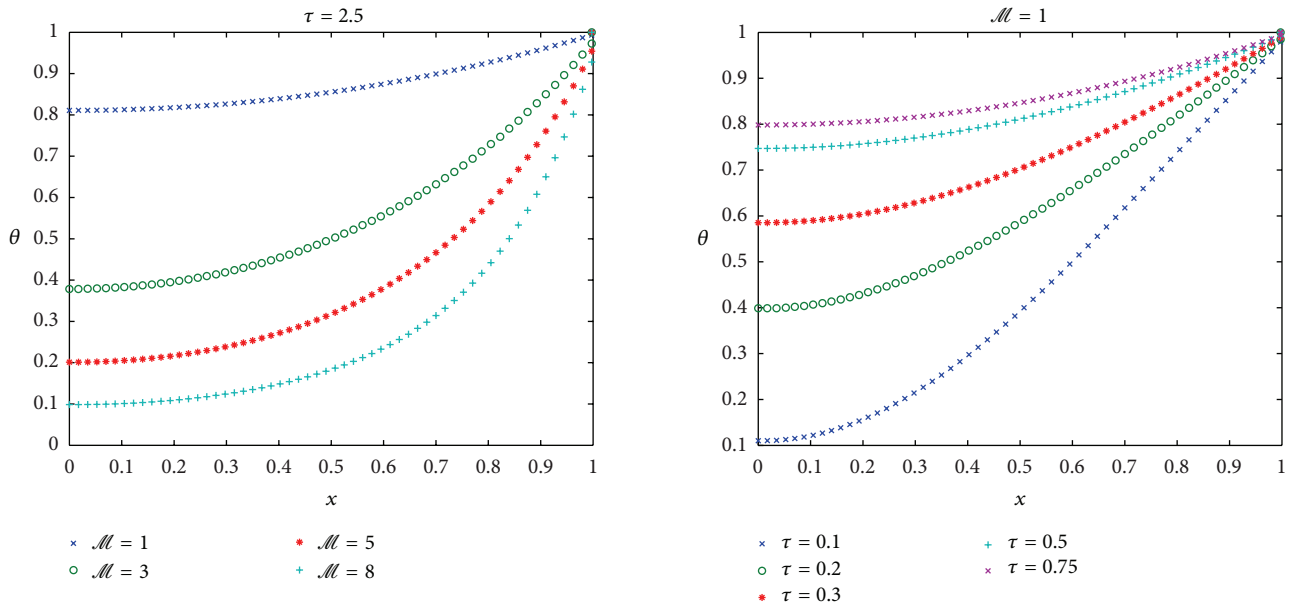 τ = 2.5
1
0.9
0.8
0.7
0.6
θ 0.5
0.4
0.3
0.2
0.1
0
0 0.1 0.2 0.3 0.4 0.5 0.6 0.7 0.8 0.9 1
x
× ℳ = 1
○ ℳ = 3
* ℳ = 5
+ ℳ = 8
ℳ = 1
1
0.9
0.8
0.7
0.6
θ 0.5
0.4
0.3
0.2
0.1
0 0.1 0.2 0.3 0.4 0.5 0.6 0.7 0.8 0.9 1
x
× τ = 0.1
○ τ = 0.2
* τ = 0.3
+ τ = 0.5
× τ = 0.75